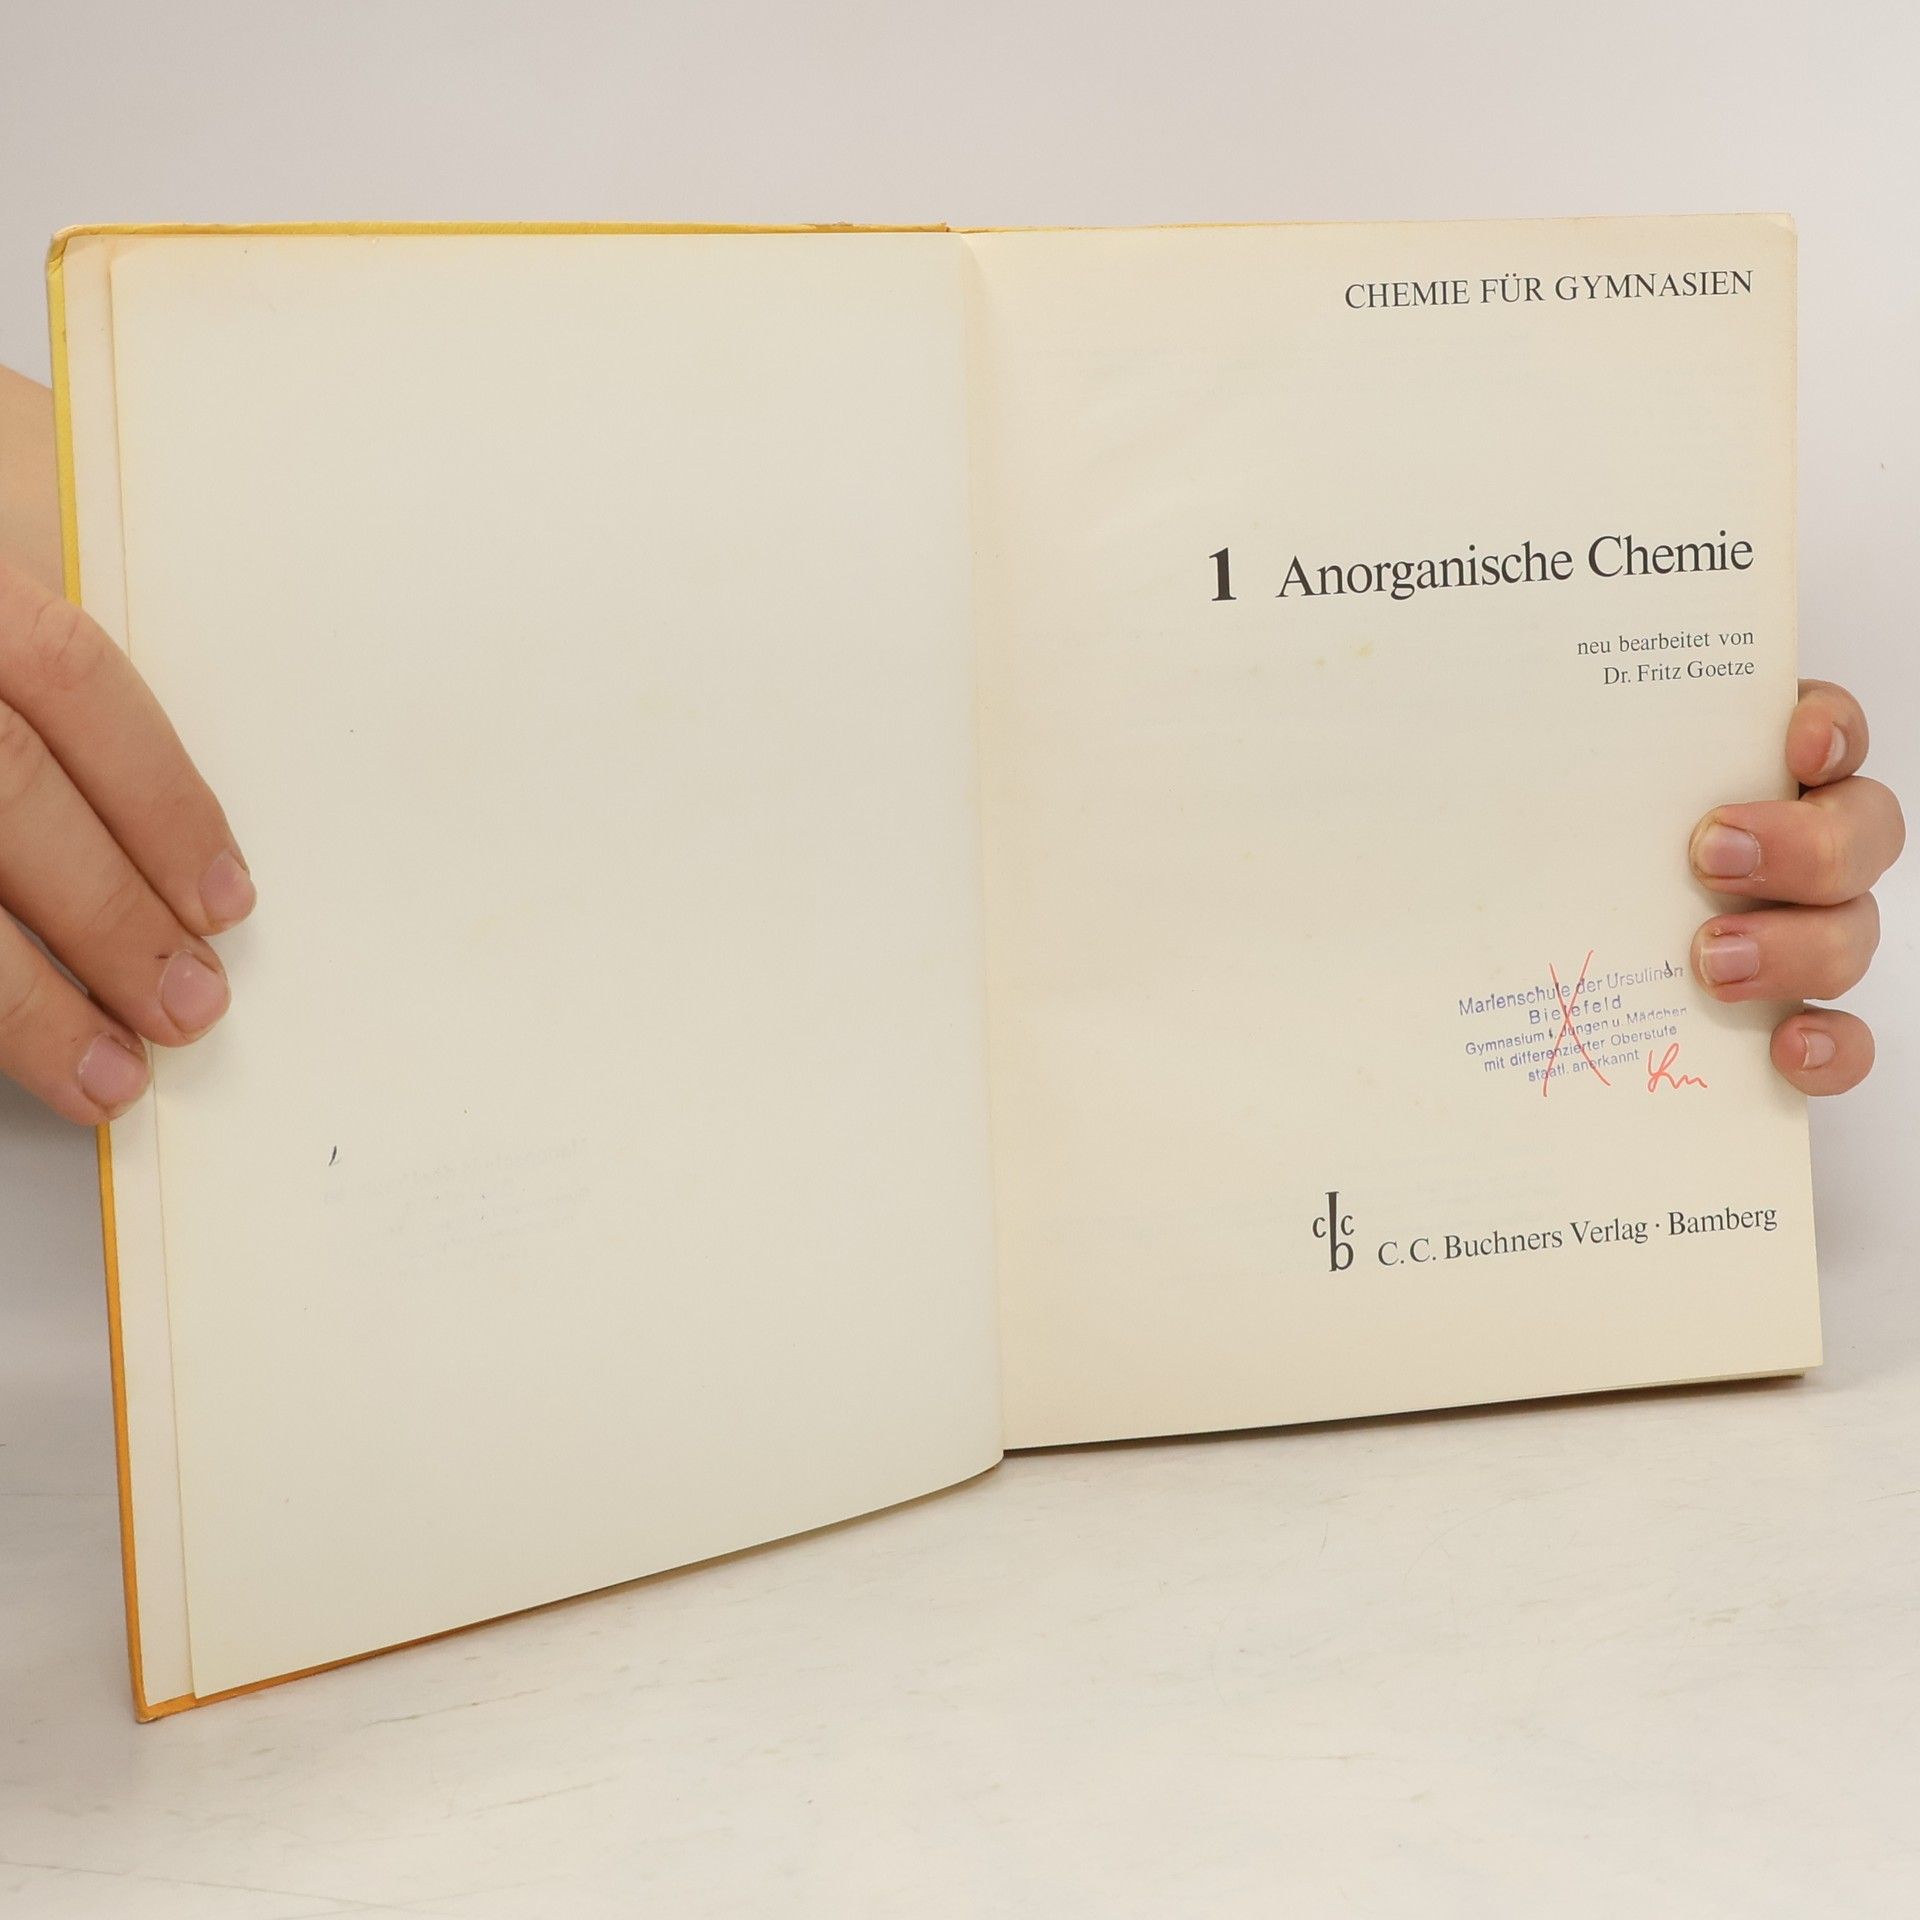 CHEMIE FÜR GYMNASIEN
1 Anorganische Chemie
neu bearbeitet von
Dr. Fritz Goetze
Marienschule der Ursulinen
Bielefeld
Gymnasium f. Jungen u. Mädchen
mit differenzierter Oberstufe
staatl. anerkannt
ccb
C. C. Buchners Verlag · Bamberg